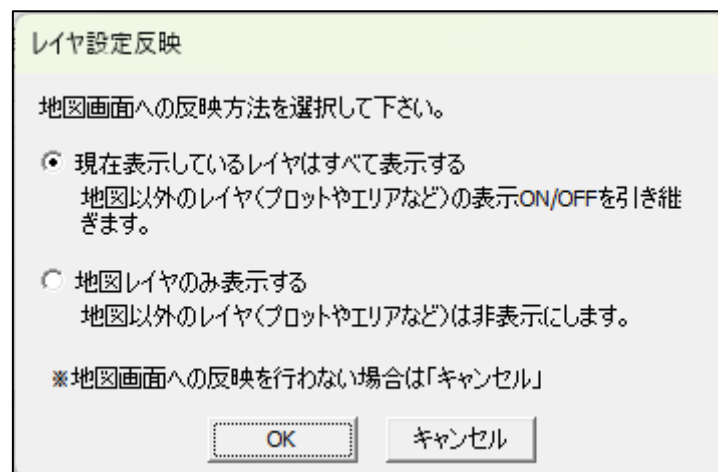 レイヤ設定反映
地図画面への反映方法を選択して下さい。
現在表示しているレイヤはすべて表示する
地図以外のレイヤ(プロットやエリアなど)の表示ON/OFFを引き継
ぎます。
地図レイヤのみ表示する
地図以外のレイヤ(プロットやエリアなど)は非表示にします。
※地図画面への反映を行わない場合は「キャンセル」
OK キャンセル